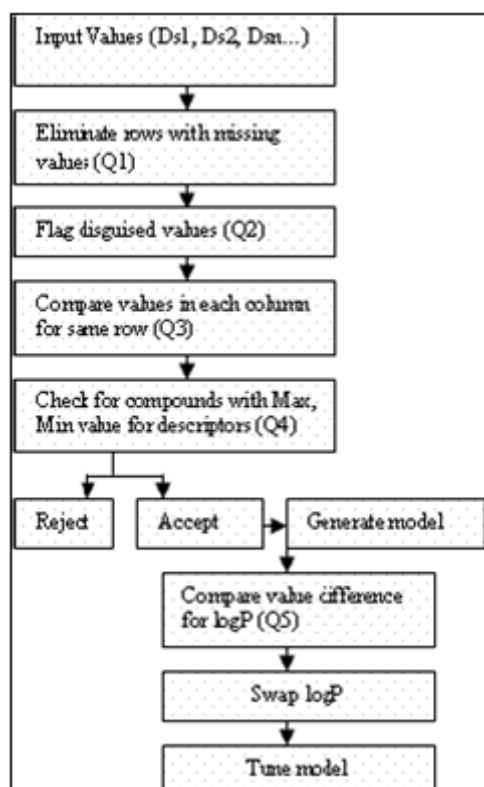 Input Values (Ds1, Ds2, Dsn...)
Eliminate rows with missing
values (Q1)
Flag disguised values (Q2)
Compare values in each column
for same row (Q3)
Check for compounds with Max,
Min value for descriptors (Q4)
Reject
Accept
Generate model
Compare value difference
for logP (Q5)
Swap logP
Tune model